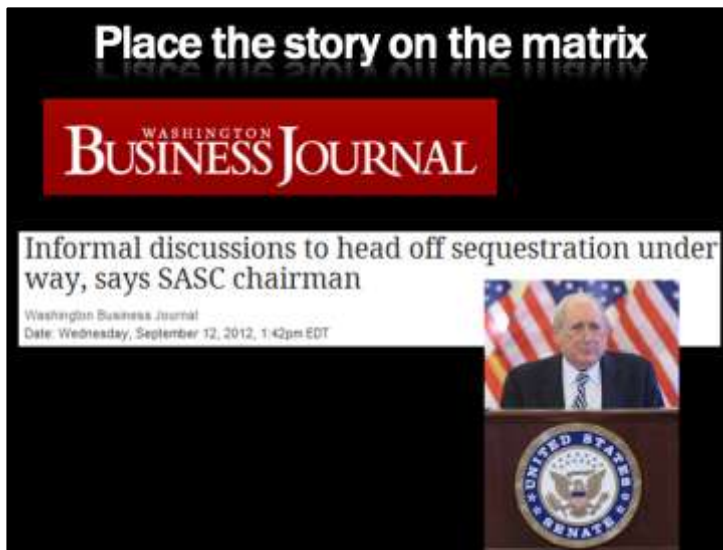 Place the story on the matrix
WASHINGTON
BUSINESS JOURNAL
Informal discussions to head off sequestration under
way, says SASC chairman
Washington Business Journal
Date: Wednesday, September 12, 2012, 1:42pm EDT
UNITED STATES
SENATE